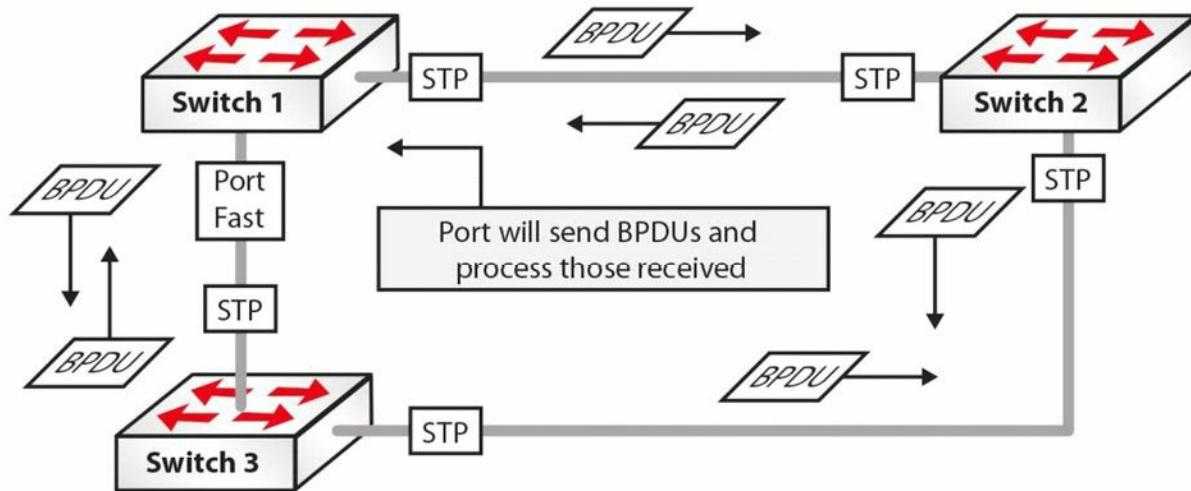 BPDU
STP
STP
Switch 1
Switch 2
BPDU
BPDU
Port
Fast
STP
BPDU
Port will send BPDUs and
process those received
STP
BPDU
BPDU
STP
Switch 3